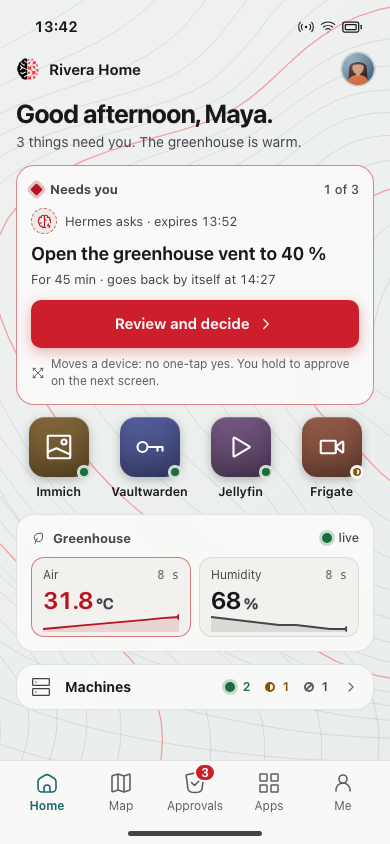 13:42
Rivera Home
Good afternoon, Maya.
3 things need you. The greenhouse is warm.
Needs you
1 of 3
Hermes asks · expires 13:52
Open the greenhouse vent to 40 %
For 45 min · goes back by itself at 14:27
Review and decide
Moves a device: no one-tap yes. You hold to approve
on the next screen.
Immich
Vaultwarden
Jellyfin
Frigate
Greenhouse
live
Air
8 s
Humidity
8 s
31.8 °C
68 %
Machines
2
1
1
3
Home
Map
Approvals
Apps
Me